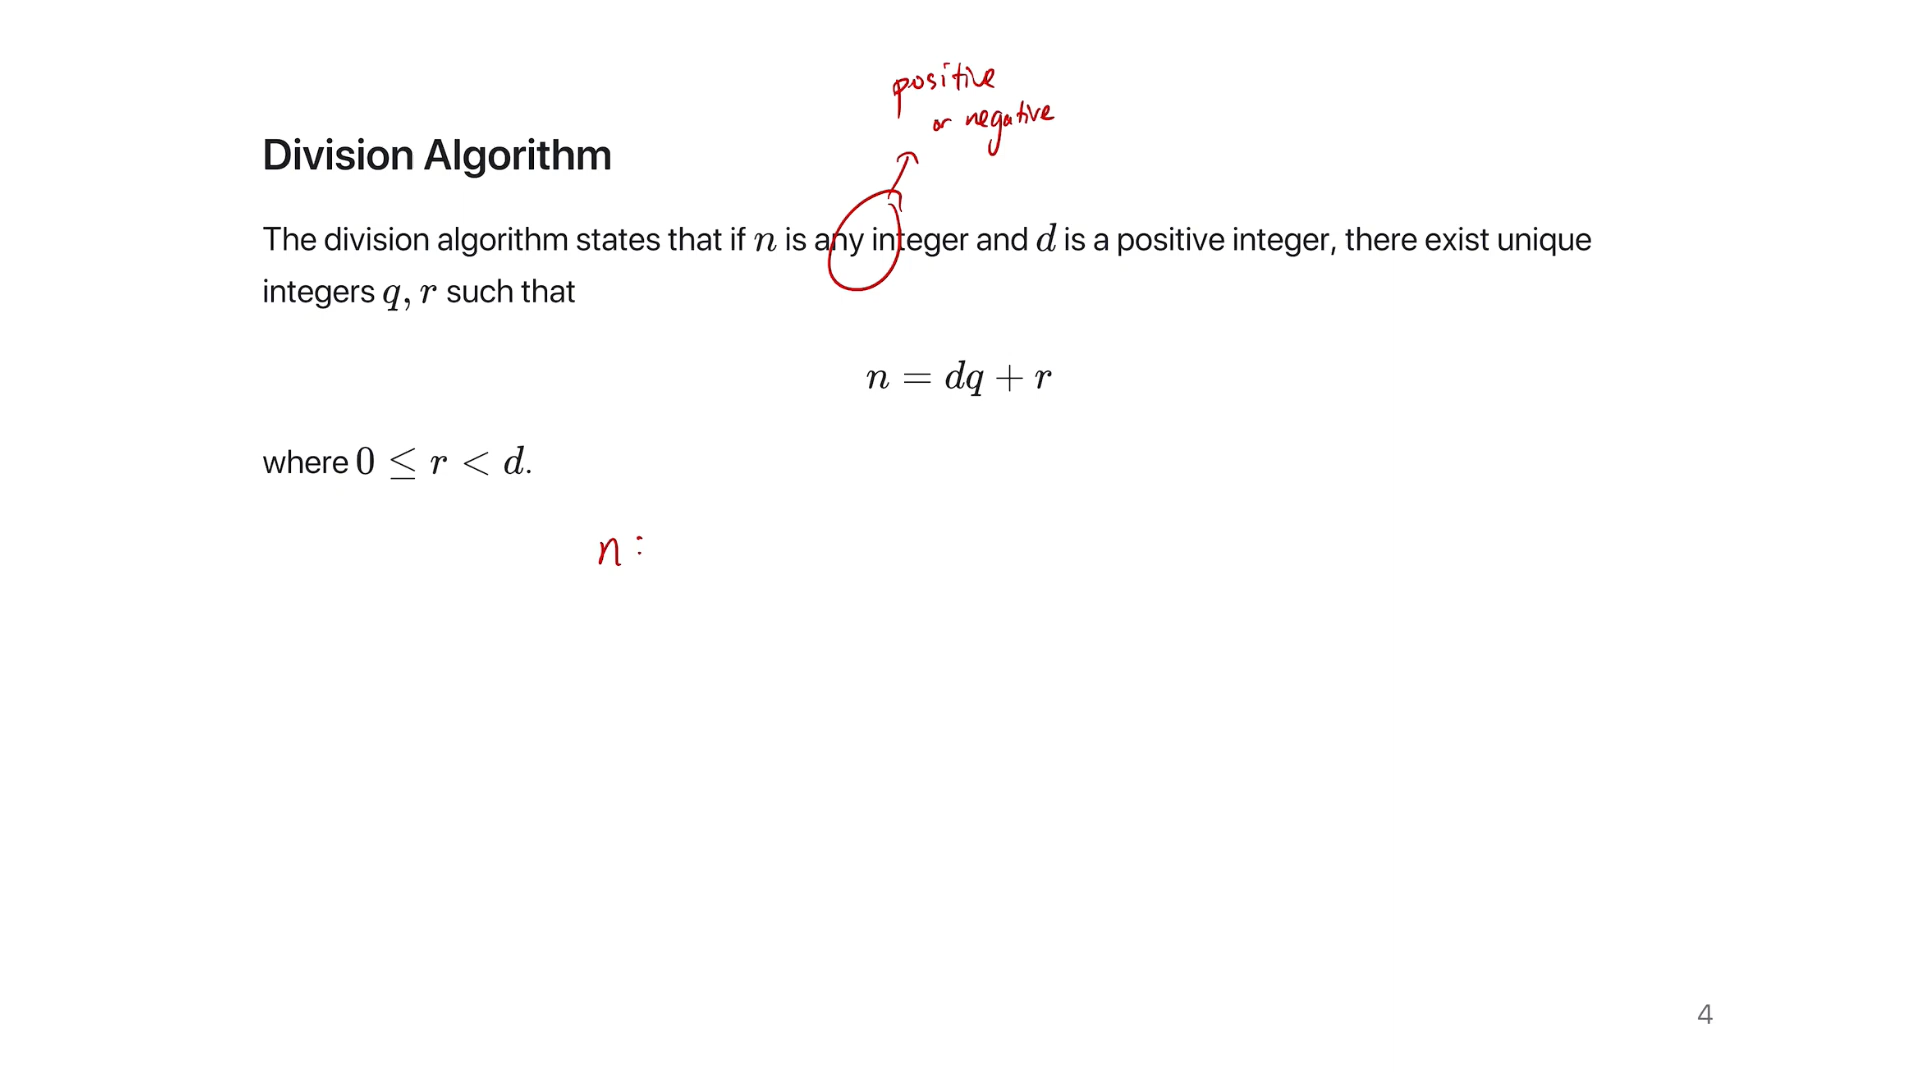 positive
or negative
Division Algorithm
The division algorithm states that if n is any integer and d is a positive integer, there exist unique
integers q, r such that
n = dq + r
where 0 ≤ r < d.
n :
4